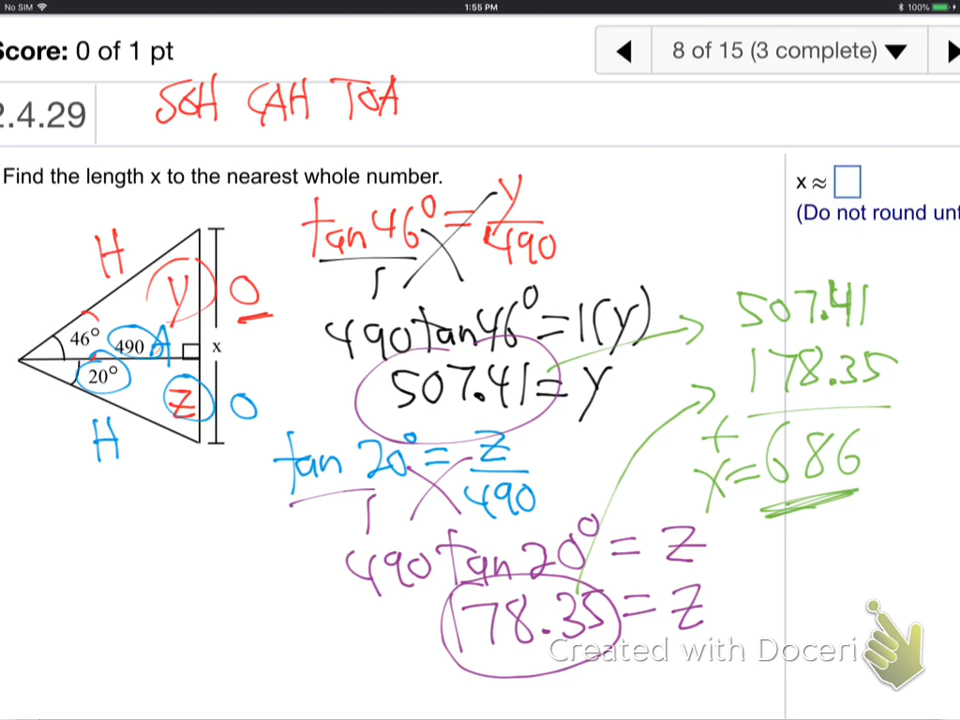 No SIM
1:55 PM
100%
Score: 0 of 1 pt
8 of 15 (3 complete)
2.4.29
SOH CAH TOA
Find the length x to the nearest whole number.
x ≈
(Do not round unt
tan 46° = y/490
1
H
y
O
46°
490
A
x
20°
z
O
H
490 tan 46° = 1(y)
507.41 = y
tan 20° = z/490
1
490 tan 20° = z
178.35 = z
507.41
178.35
+
x = 686
Created with Doceri